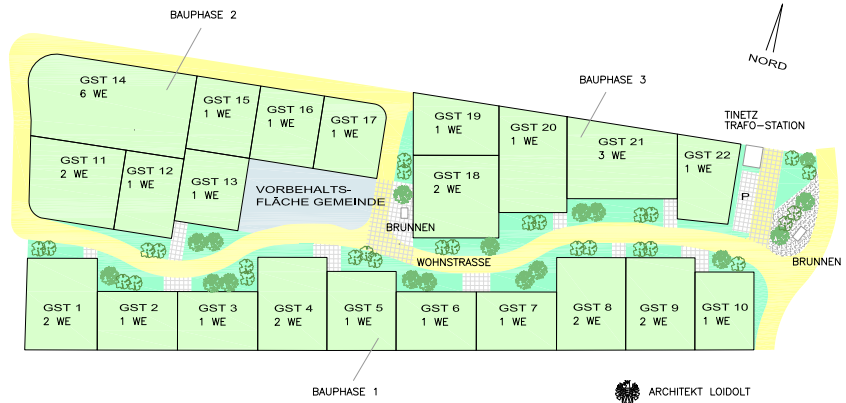 BAUPHASE 2
NORD
GST 14
6 WE
GST 15
1 WE
GST 16
1 WE
GST 17
1 WE
GST 11
2 WE
GST 12
1 WE
GST 13
1 WE
VORBEHALTS-
FLÄCHE GEMEINDE
BRUNNEN
BAUPHASE 3
GST 19
1 WE
GST 20
1 WE
GST 21
3 WE
GST 22
1 WE
GST 18
2 WE
TINETZ
TRAFO-STATION
P
BRUNNEN
WOHNSTRASSE
GST 1
2 WE
GST 2
1 WE
GST 3
1 WE
GST 4
2 WE
GST 5
1 WE
GST 6
1 WE
GST 7
1 WE
GST 8
2 WE
GST 9
2 WE
GST 10
1 WE
BAUPHASE 1
ARCHITEKT LOIDOLT